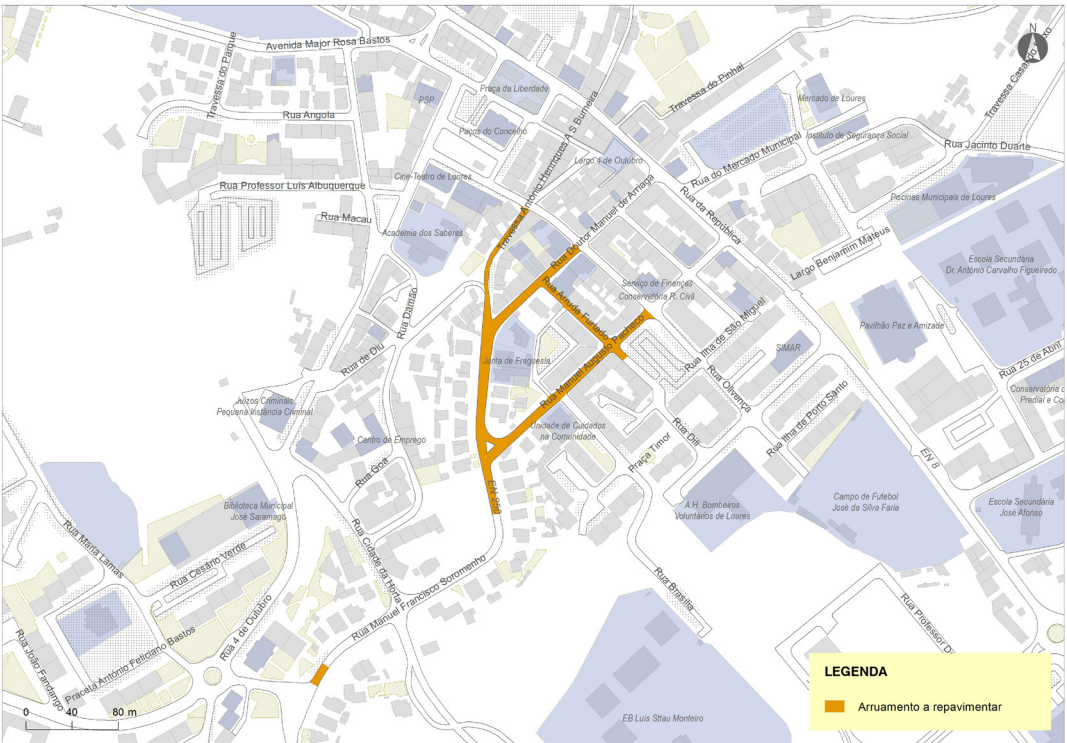 Avenida Major Rosa Bastos
N
Travessa do Parque
Travessa do Pinhal
Praça da Liberdade
PSP
Mercado de Loures
Rua Angola
Travessa António Henriques A S Burneira
Paços do Concelho
Instituto de Segurança Social
Rua Jacinto Duarte
Largo 4 de Outubro
Rua do Mercado Municipal
Cine-Teatro de Loures
Rua Professor Luís Albuquerque
Rua Doutor Manuel de Arriaga
Rua da República
Piscinas Municipais de Loures
Rua Macau
Academia dos Saberes
Largo Benjamim Mateus
Escola Secundária
Dr. António Carvalho Figueiredo
Serviço de Finanças
Conservatória R. Civil
Rua Arruda Furtado
Rua Damão
Rua Ilha de São Miguel
Pavilhão Paz e Amizade
Rua de Diu
Junta de Freguesia
Rua Manuel Augusto Pacheco
SIMAR
Rua 25 de Abril
Rua Olivença
Conservatória
Predial e
Juízos Criminais
Pequena Instância Criminal
Rua Ilha de Porto Santo
Unidade de Cuidados
na Comunidade
Centro de Emprego
Rua Dili
Praça Timor
Rua Goa
EN 8
EN 250
Biblioteca Municipal
José Saramago
A.H. Bombeiros
Voluntários de Loures
Campo de Futebol
José da Silva Faria
Escola Secundária
José Afonso
Rua Maria Lamas
Rua Cesário Verde
Rua Cidade da Horta
Rua Manuel Francisco Soromenho
Rua Brasília
Rua 4 de Outubro
Rua Professor D
Praceta António Feliciano Bastos
Rua João Fandango
LEGENDA
Arruamento a repavimentar
0 40 80 m
EB Luís Sttau Monteiro